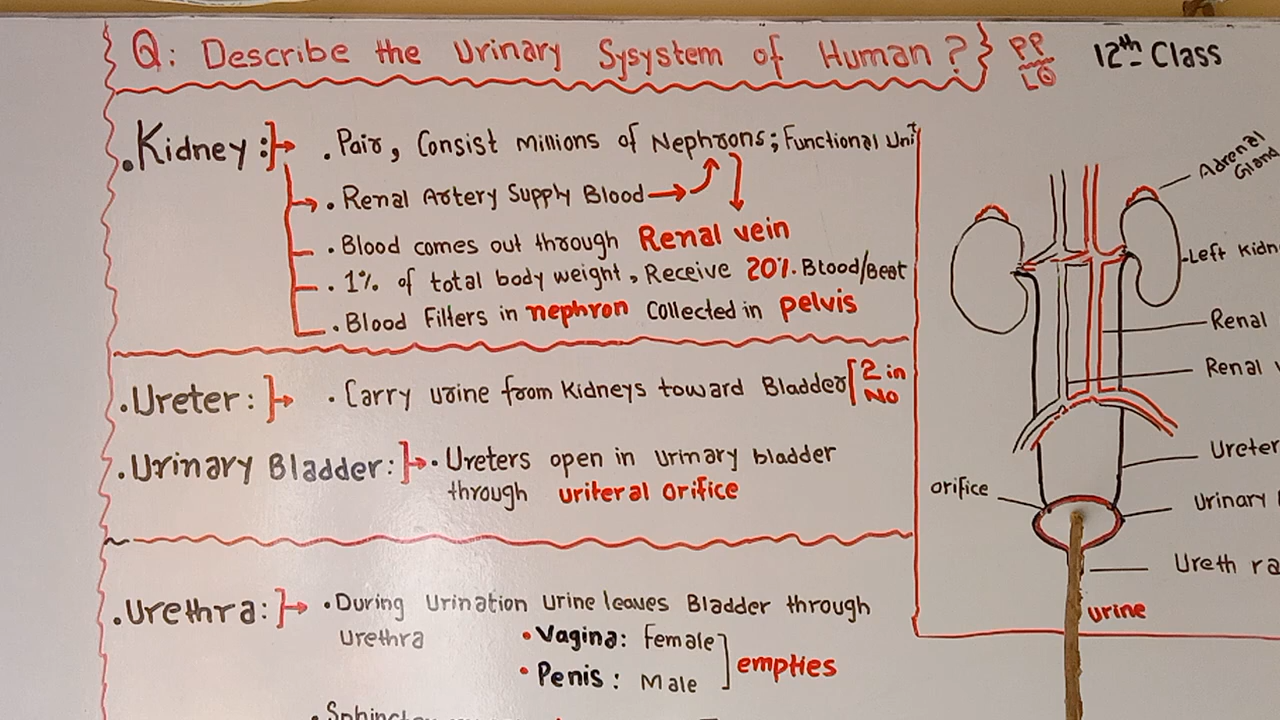 Q: Describe the Urinary Sysystem of Human?
PP
LQ
12th Class
.Kidney:
. Pair, Consist Millions of Nephrons; Functional Unit
. Renal Artery Supply Blood
. Blood comes out through Renal vein
. 1% of total body weight, Receive 20%. Blood/Beat
. Blood Filters in nephron Collected in pelvis
.Ureter:
. Carry urine from Kidneys toward Bladder [2 in
No
.Urinary Bladder:
. Ureters open in urinary bladder
through uriteral orifice
.Urethra:
. During Urination Urine leaves Bladder through
Urethra
• Vagina: Female
• Penis: Male
empties
. Sphincter
Adrenal
Gland
Left Kidn
Renal
Renal
Ureter
orifice
Urinary
Urethra
urine